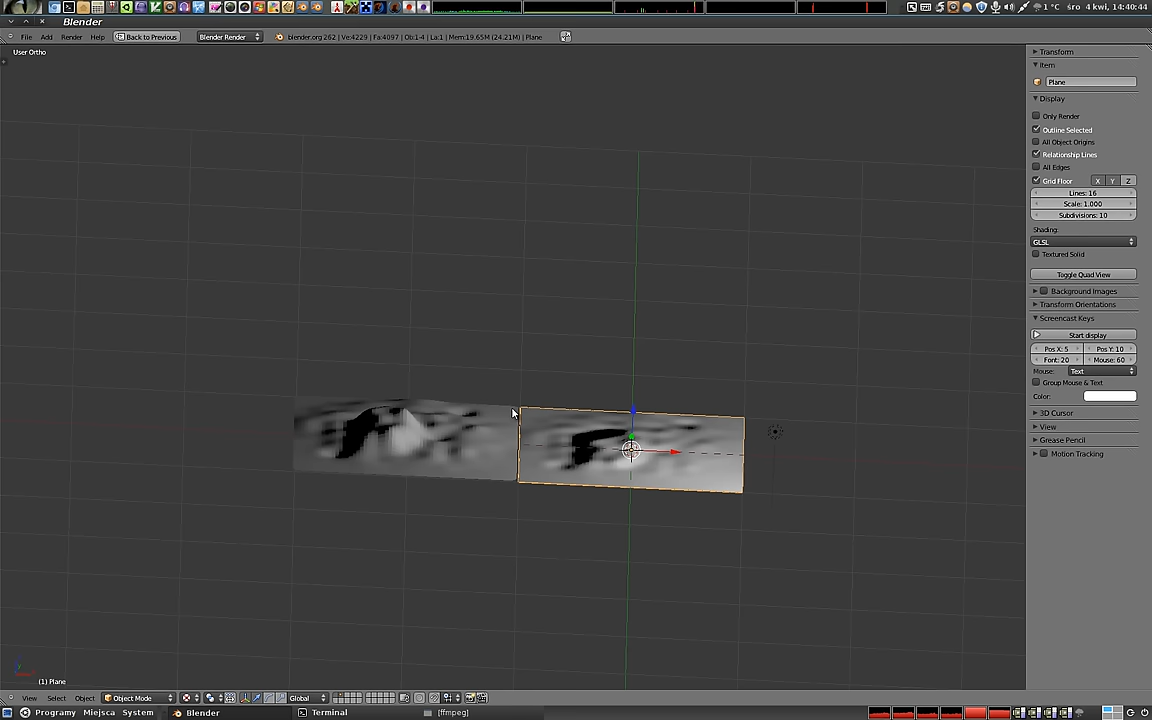 1 °C śro 4 kwi, 14:40:44
Blender
File Add Render Help Back to Previous Blender Render blender.org 262 | Ve:4229 | Fa:4097 | Ob:1-4 | La:1 | Mem:19.65M (24.21M) | Plane
User Ortho
Transform
Item
Plane
Display
Only Render
Outline Selected
All Object Origins
Relationship Lines
All Edges
Grid Floor X Y Z
Lines: 16
Scale: 1.000
Subdivisions: 10
Shading:
GLSL
Textured Solid
Toggle Quad View
Background Images
Transform Orientations
Screencast Keys
Start display
Pos X: 5 Pos Y: 10
Font: 20 Mouse: 60
Mouse: Text
Group Mouse & Text
Color:
3D Cursor
View
Grease Pencil
Motion Tracking
(1) Plane
View Select Object Object Mode Global
Programy Miejsca System Blender Terminal [ffmpeg]